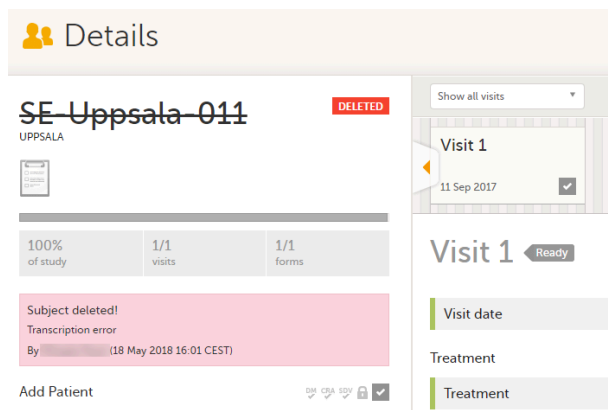 Details
SE-Uppsala-011
DELETED
UPPSALA
100%
of study
1/1
visits
1/1
forms
Subject deleted!
Transcription error
By (18 May 2018 16:01 CEST)
Add Patient
DM CRA SDV
Show all visits
Visit 1
11 Sep 2017
Visit 1
Ready
Visit date
Treatment
Treatment